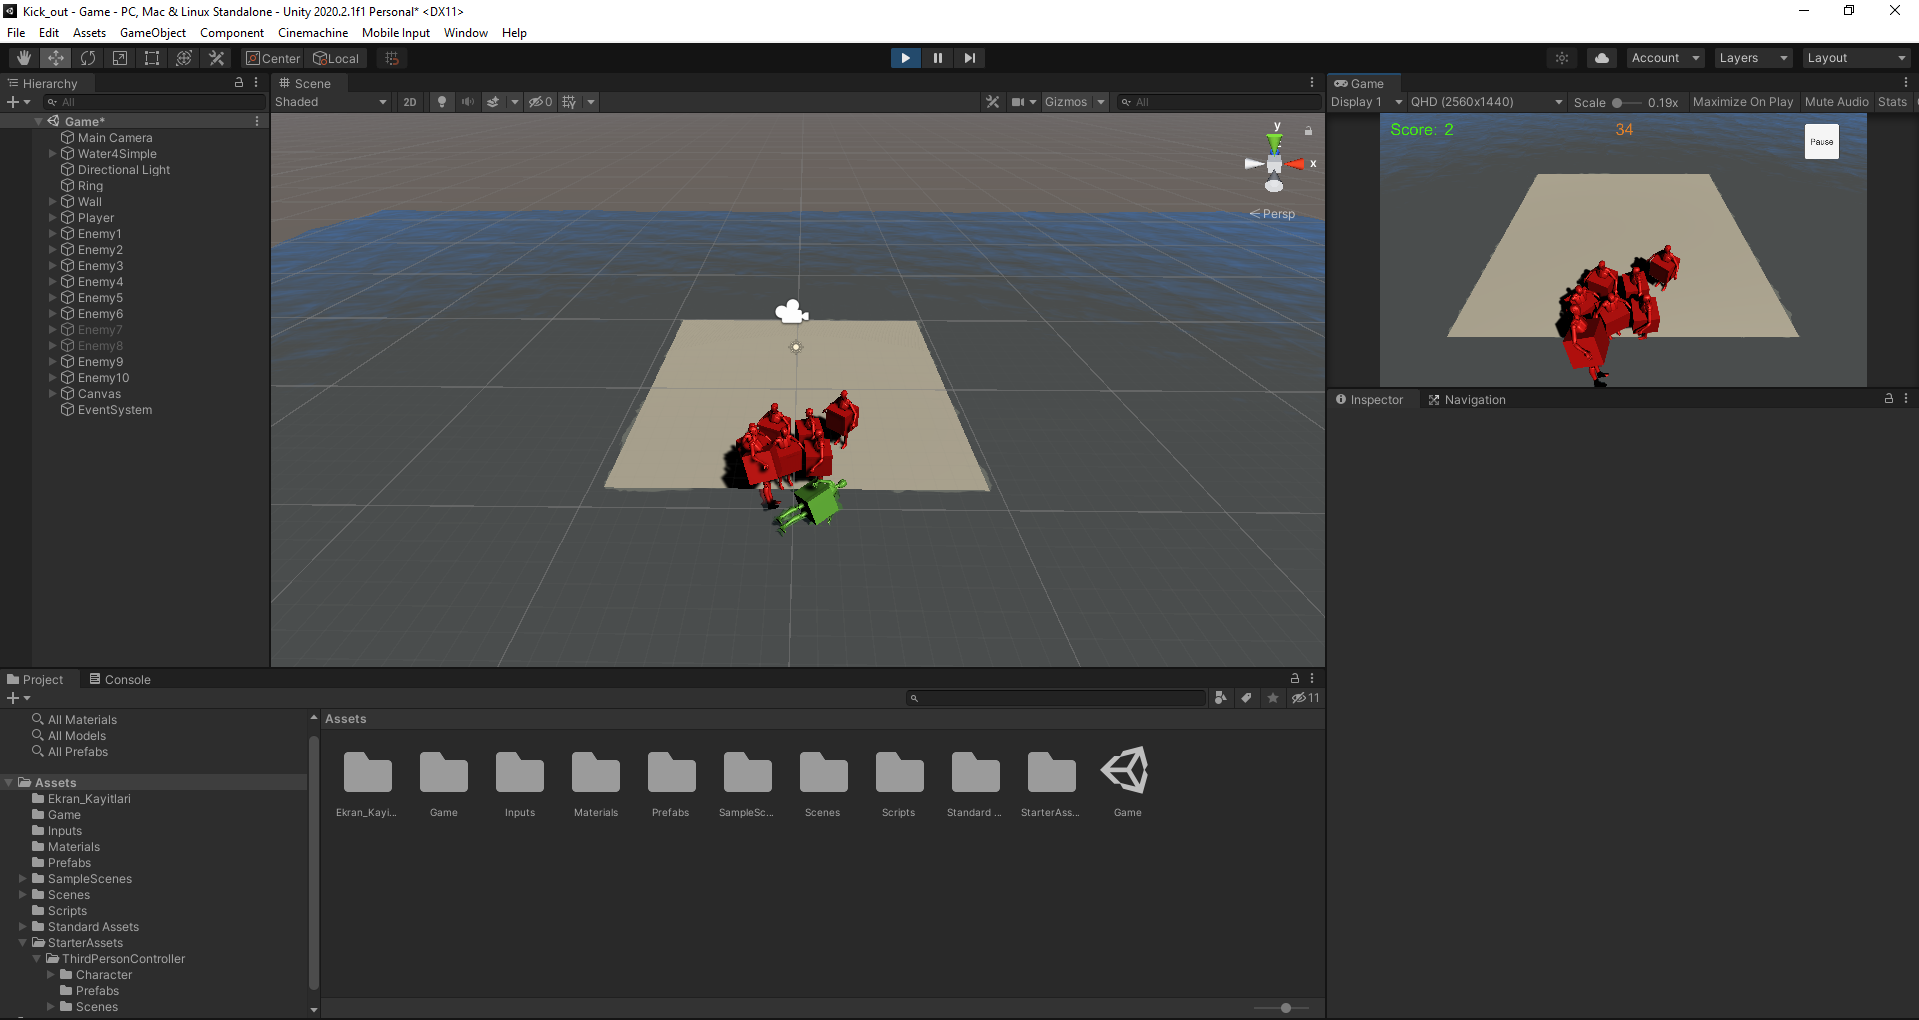 Kick_out - Game - PC, Mac & Linux Standalone - Unity 2020.2.1f1 Personal* <DX11>
File Edit Assets GameObject Component Cinemachine Mobile Input Window Help
Center Local Account Layers Layout
Hierarchy
All
Game*
Main Camera
Water4Simple
Directional Light
Ring
Wall
Player
Enemy1
Enemy2
Enemy3
Enemy4
Enemy5
Enemy6
Enemy7
Enemy8
Enemy9
Enemy10
Canvas
EventSystem
Scene
Shaded 2D 0 Gizmos All
y
x
Persp
Game
Display 1 QHD (2560x1440) Scale 0.19x Maximize On Play Mute Audio Stats
Score: 2 34 Pause
Inspector Navigation
Project Console
11
All Materials
All Models
All Prefabs
Assets
Ekran_Kayitlari
Game
Inputs
Materials
Prefabs
SampleScenes
Scenes
Scripts
Standard Assets
StarterAssets
ThirdPersonController
Character
Prefabs
Scenes
Assets
Ekran_Kayi... Game Inputs Materials Prefabs SampleSc... Scenes Scripts Standard ... StarterAss... Game